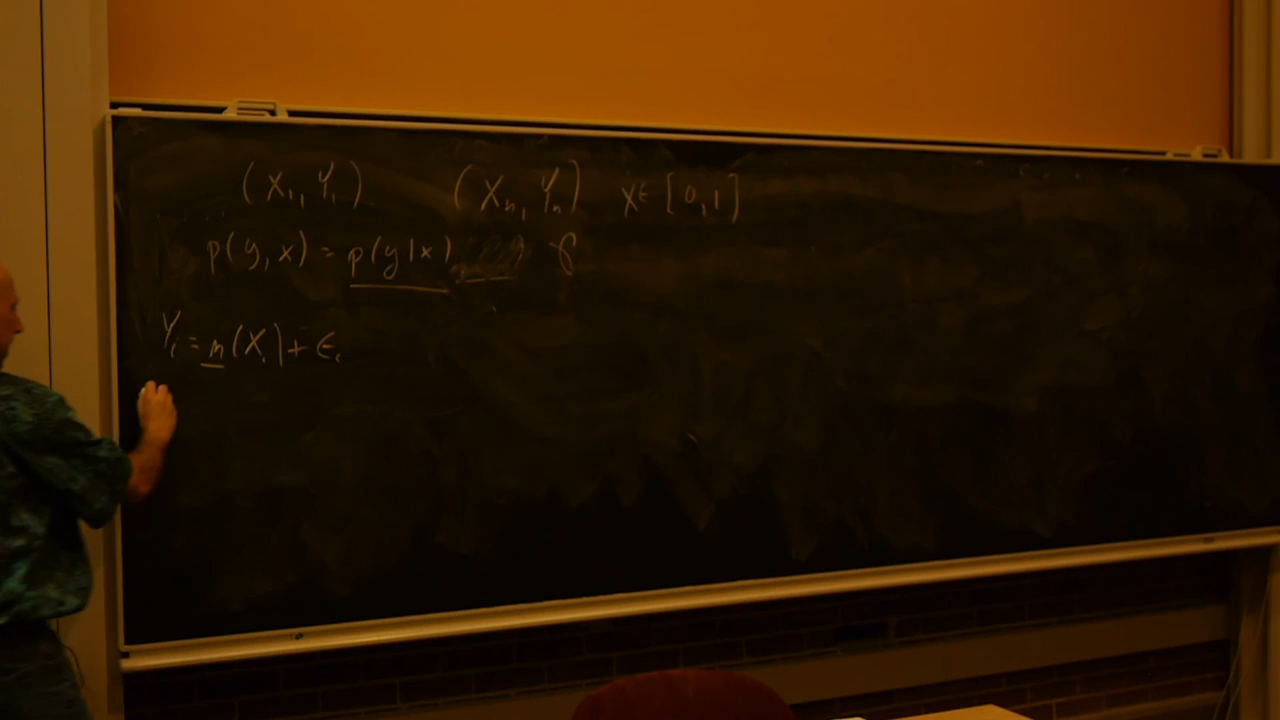 (X₁, Y₁) (Xₙ, Yₙ) X ∈ [0,1]
p(y, x) = p(y|x)
Yᵢ = m(Xᵢ) + ϵᵢ